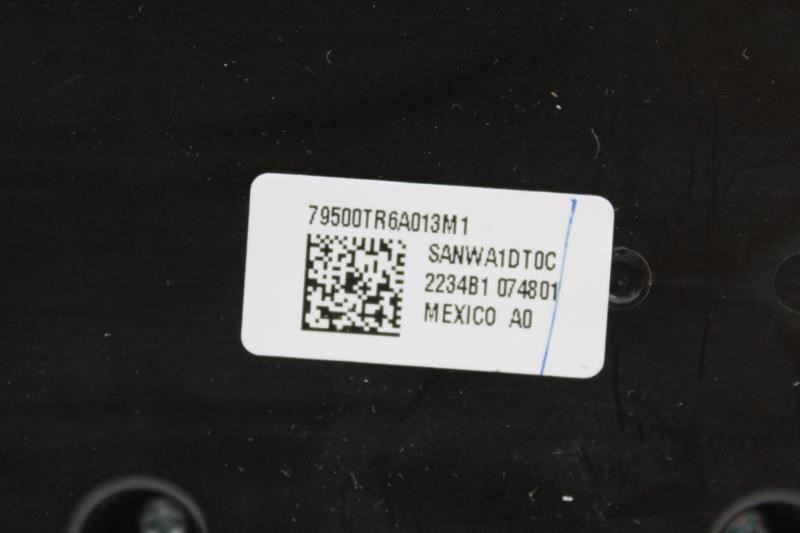 79500TR6A013M1
SANWA1DT0C
2234B1 074801
MEXICO A0